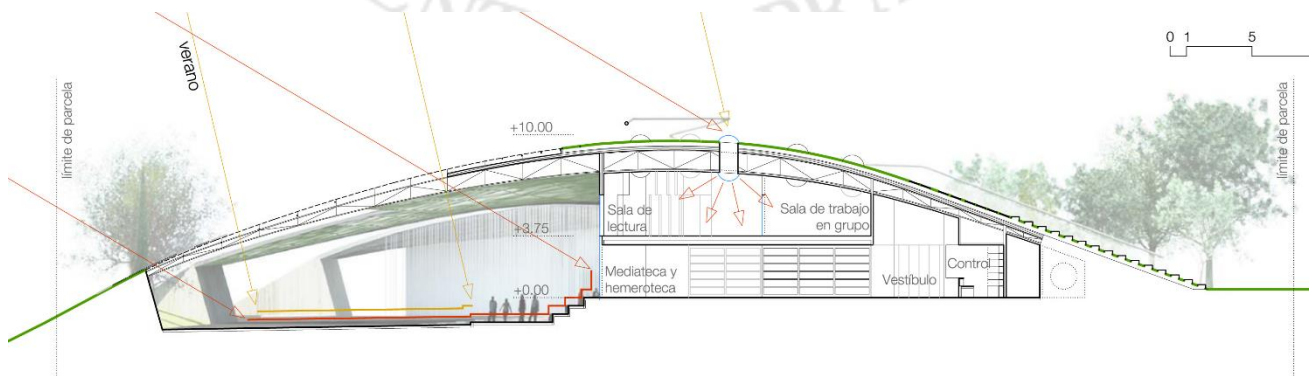 0 1 5
verano
límite de parcela
límite de parcela
+10.00
Sala de
lectura
Sala de trabajo
en grupo
+3.75
Mediateca y
hemeroteca
Vestíbulo
Control
+0.00